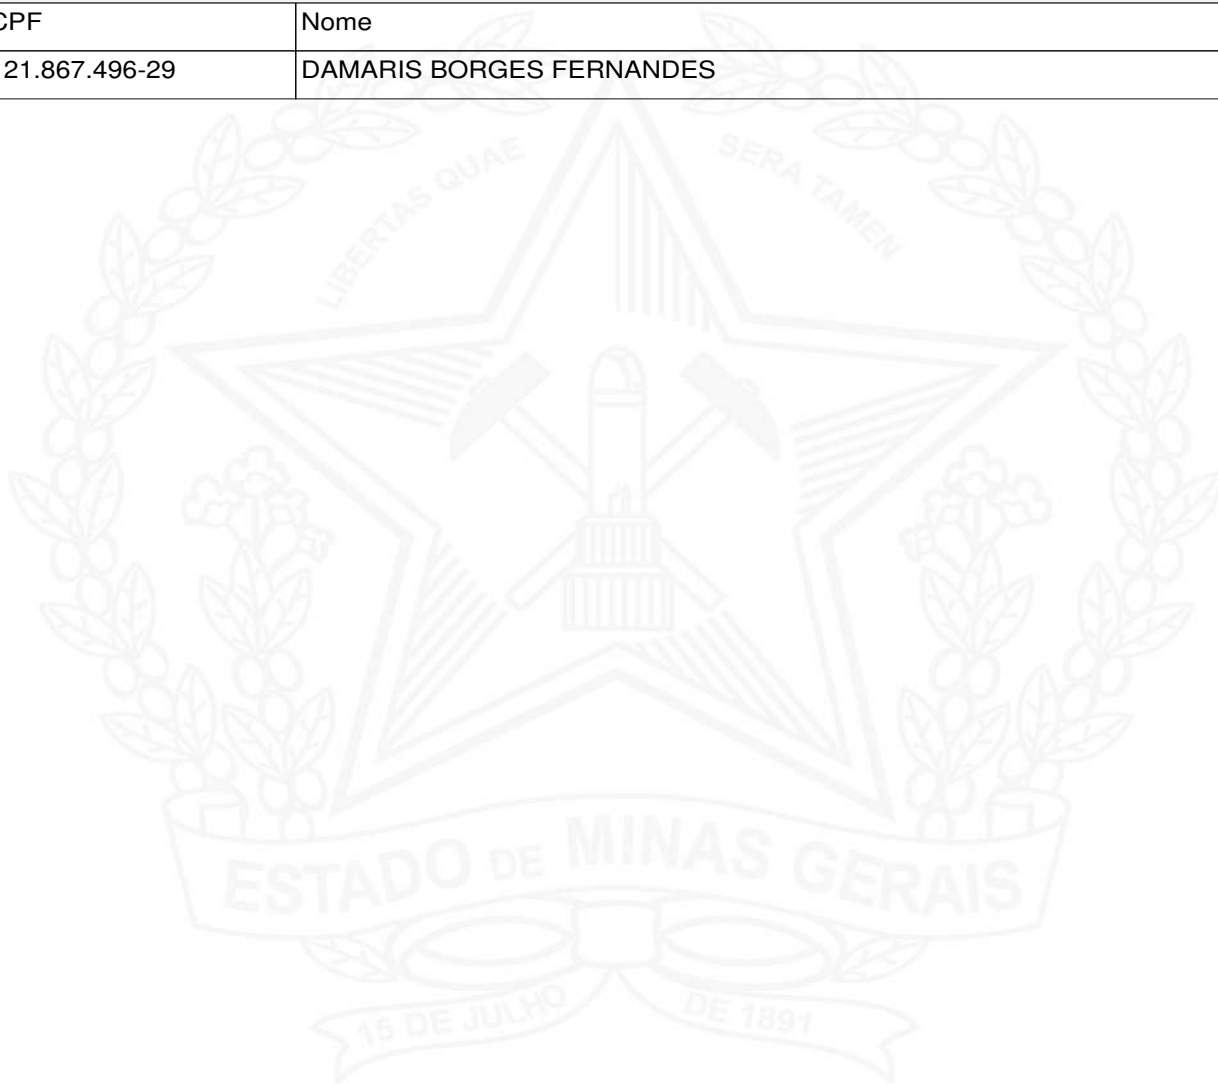 CPF Nome
21.867.496-29 DAMARIS BORGES FERNANDES
LIBERTAS QUAE SERA TAMEN
ESTADO DE MINAS GERAIS
15 DE JULHO DE 1891